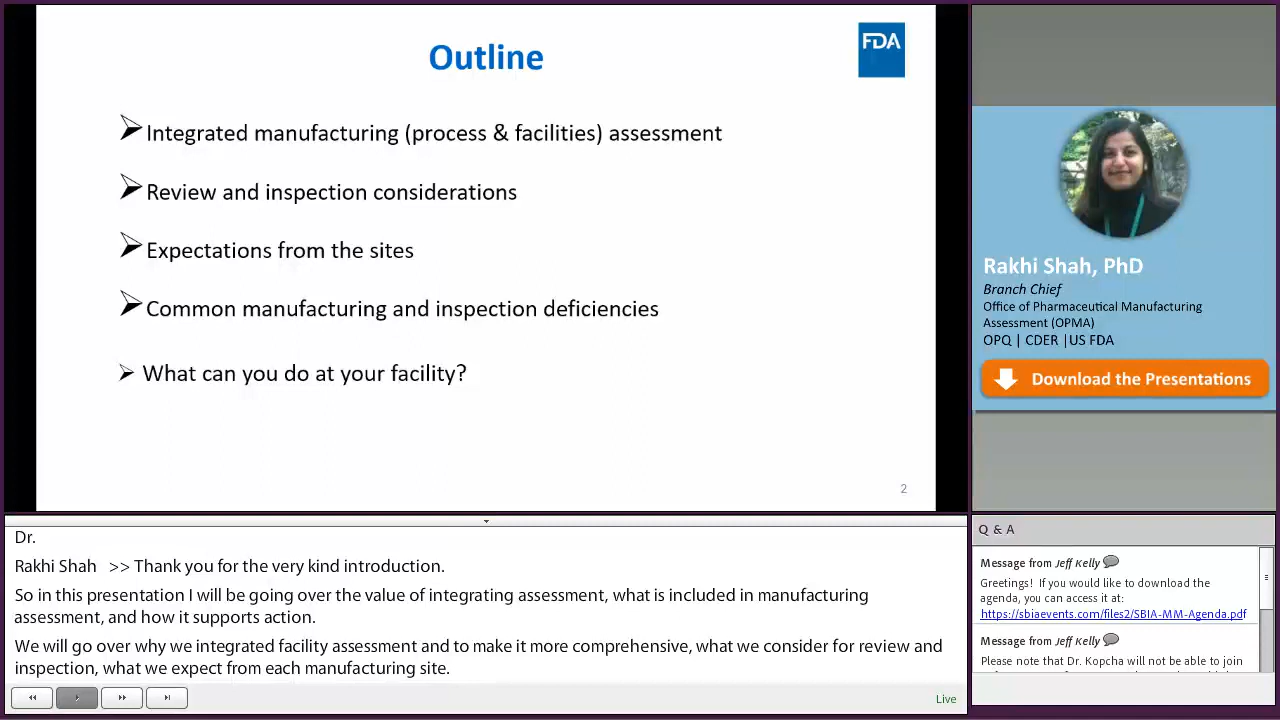 Outline
FDA
Integrated manufacturing (process & facilities) assessment
Review and inspection considerations
Expectations from the sites
Common manufacturing and inspection deficiencies
What can you do at your facility?
2
Rakhi Shah, PhD
Branch Chief
Office of Pharmaceutical Manufacturing
Assessment (OPMA)
OPQ | CDER |US FDA
Download the Presentations
Dr.
Rakhi Shah >> Thank you for the very kind introduction.
So in this presentation I will be going over the value of integrating assessment, what is included in manufacturing
assessment, and how it supports action.
We will go over why we integrated facility assessment and to make it more comprehensive, what we consider for review and
inspection, what we expect from each manufacturing site.
Live
Q & A
Message from Jeff Kelly
Greetings! If you would like to download the
agenda, you can access it at:
https://sbiaevents.com/files2/SBIA-MM-Agenda.pdf
Message from Jeff Kelly
Please note that Dr. Kopcha will not be able to join